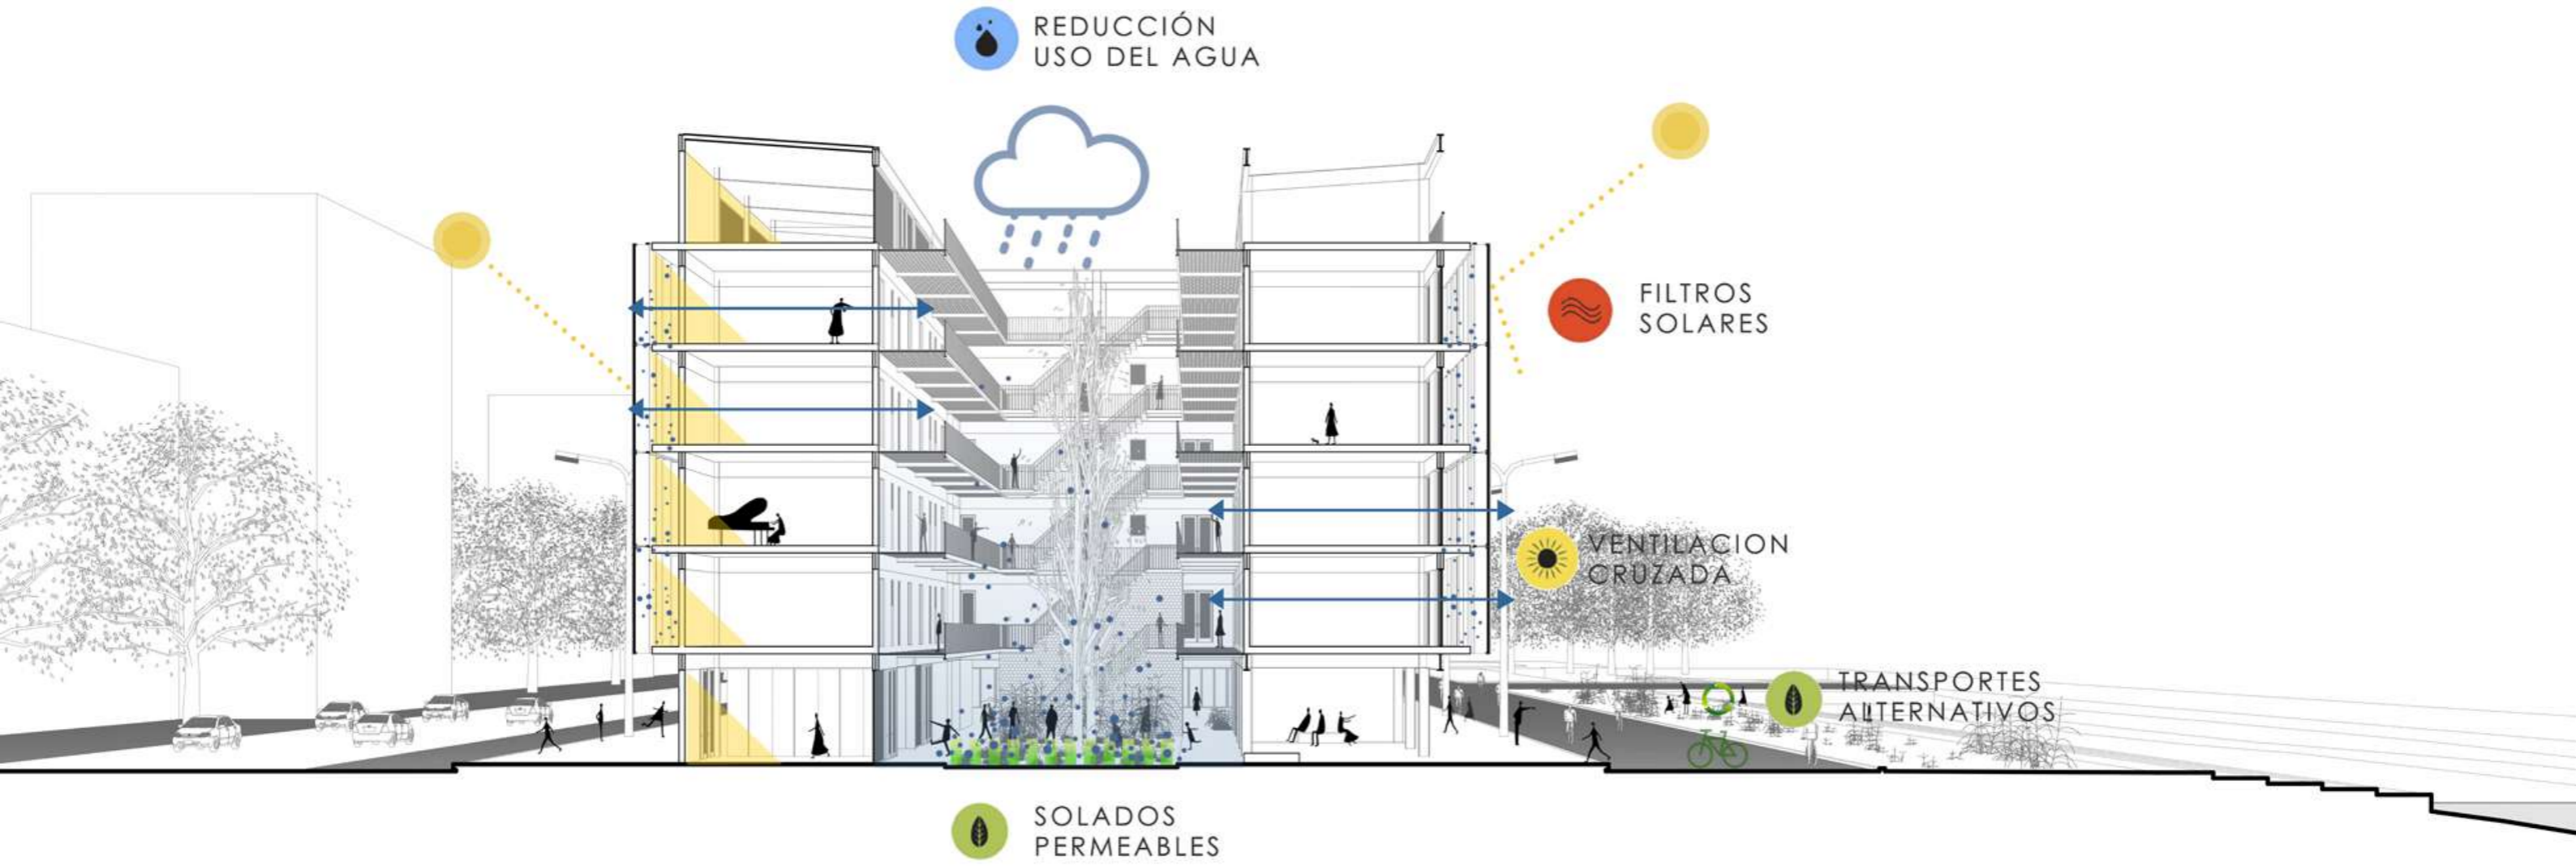 REDUCCIÓN
USO DEL AGUA
FILTROS
SOLARES
VENTILACION
CRUZADA
TRANSPORTES
ALTERNATIVOS
SOLADOS
PERMEABLES